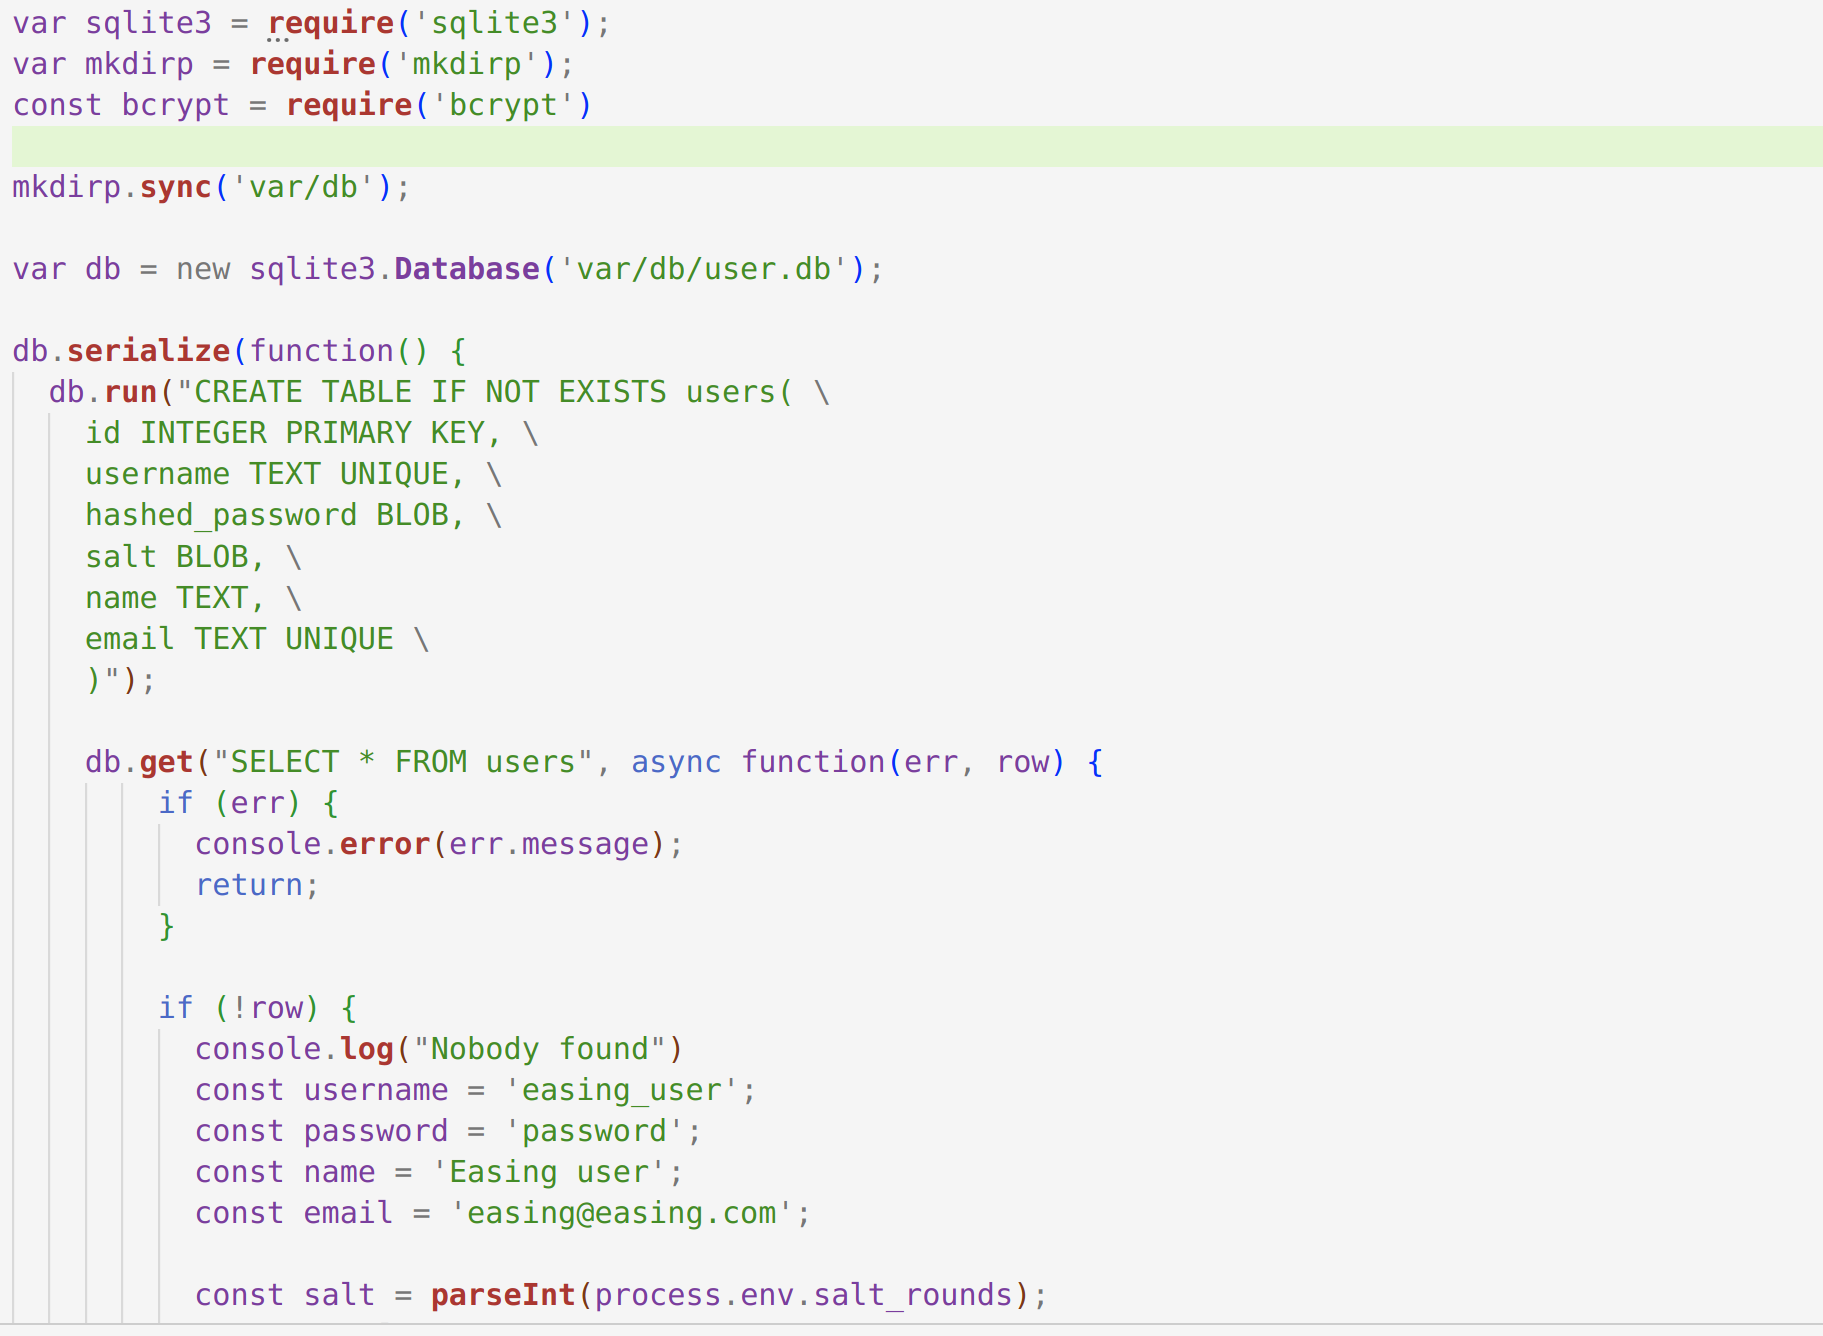 var sqlite3 = require('sqlite3');
var mkdirp = require('mkdirp');
const bcrypt = require('bcrypt')
mkdirp.sync('var/db');
var db = new sqlite3.Database('var/db/user.db');
db.serialize(function() {
db.run("CREATE TABLE IF NOT EXISTS users( \
id INTEGER PRIMARY KEY, \
username TEXT UNIQUE, \
hashed_password BLOB, \
salt BLOB, \
name TEXT, \
email TEXT UNIQUE \
)");
db.get("SELECT * FROM users", async function(err, row) {
if (err) {
console.error(err.message);
return;
}
if (!row) {
console.log("Nobody found")
const username = 'easing_user';
const password = 'password';
const name = 'Easing user';
const email = 'easing@easing.com';
const salt = parseInt(process.env.salt_rounds);